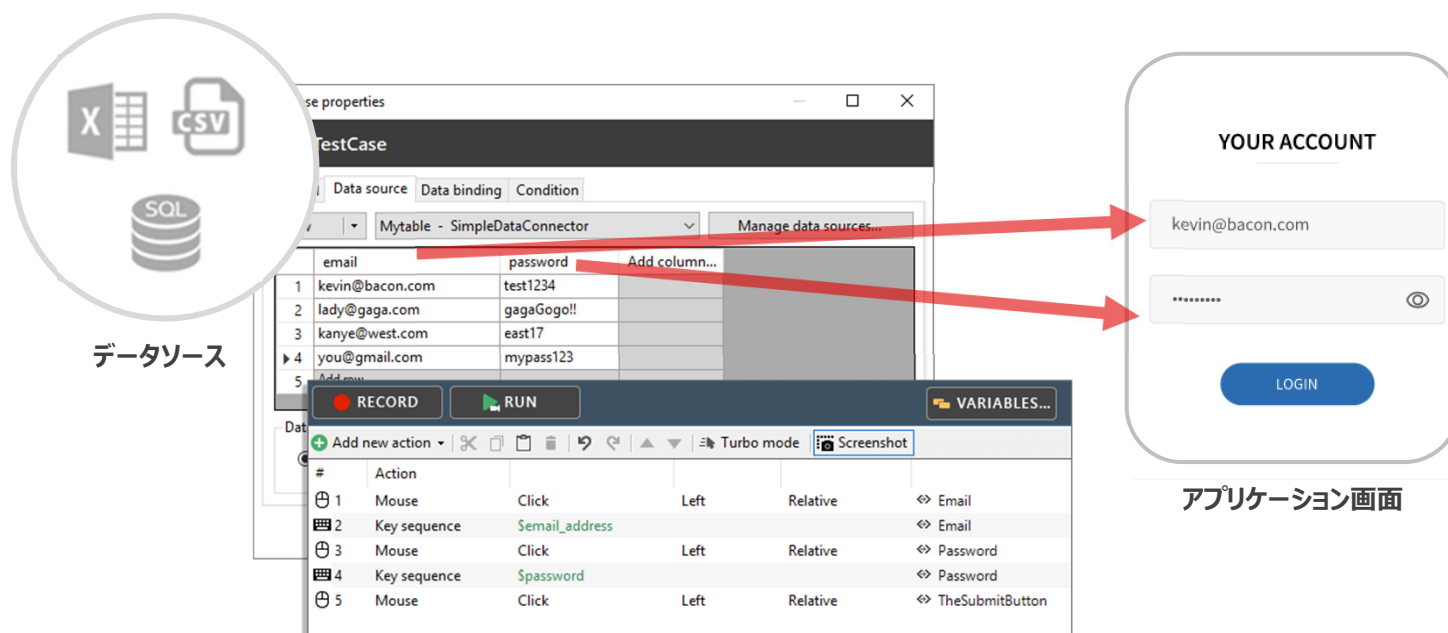 X
CSV
SQL
データソース
se properties
TestCase
Data source Data binding Condition
Mytable - SimpleDataConnector
Manage data sources...
email password Add column...
1 kevin@bacon.com test1234
2 lady@gaga.com gagaGogo!!
3 kanye@west.com east17
4 you@gmail.com mypass123
5 Add row
Dat
RECORD RUN VARIABLES...
Add new action Turbo mode Screenshot
# Action
1 Mouse Click Left Relative Email
2 Key sequence $email_address Email
3 Mouse Click Left Relative Password
4 Key sequence $password Password
5 Mouse Click Left Relative TheSubmitButton
YOUR ACCOUNT
kevin@bacon.com
•••••••••
LOGIN
アプリケーション画面